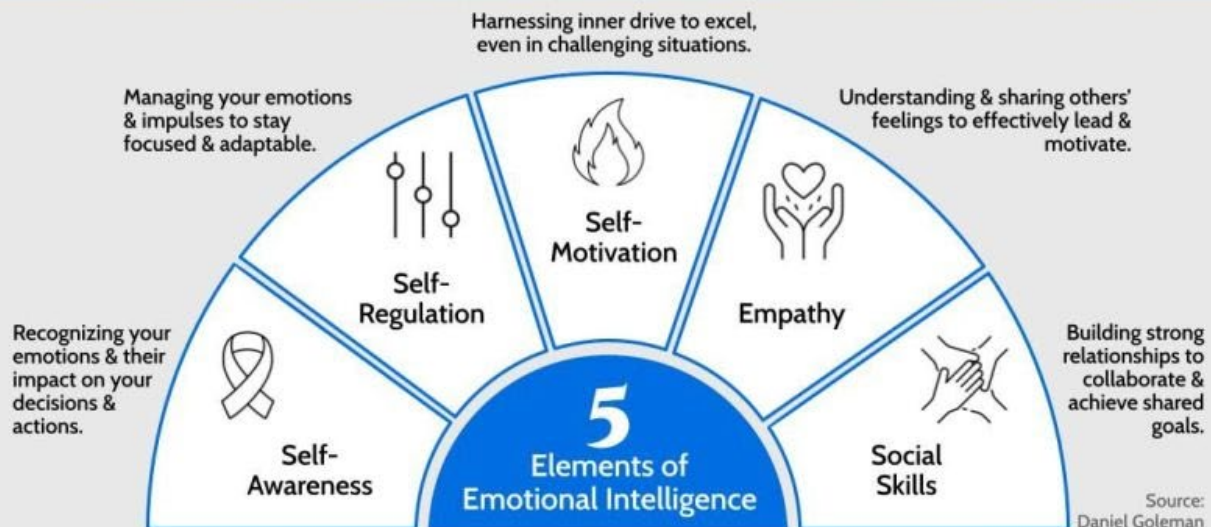 Harnessing inner drive to excel,
even in challenging situations.
Managing your emotions
& impulses to stay
focused & adaptable.
Understanding & sharing others'
feelings to effectively lead &
motivate.
Recognizing your
emotions & their
impact on your
decisions &
actions.
Building strong
relationships to
collaborate &
achieve shared
goals.
Self-
Awareness
Self-
Regulation
Self-
Motivation
Empathy
Social
Skills
5
Elements of
Emotional Intelligence
Source:
Daniel Goleman